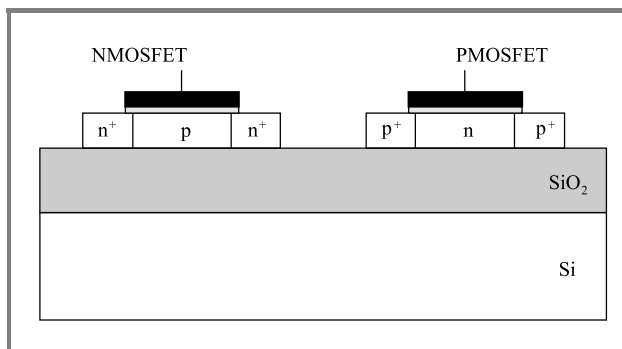 NMOSFET PMOSFET
n⁺ p n⁺ p⁺ n p⁺
SiO₂
Si